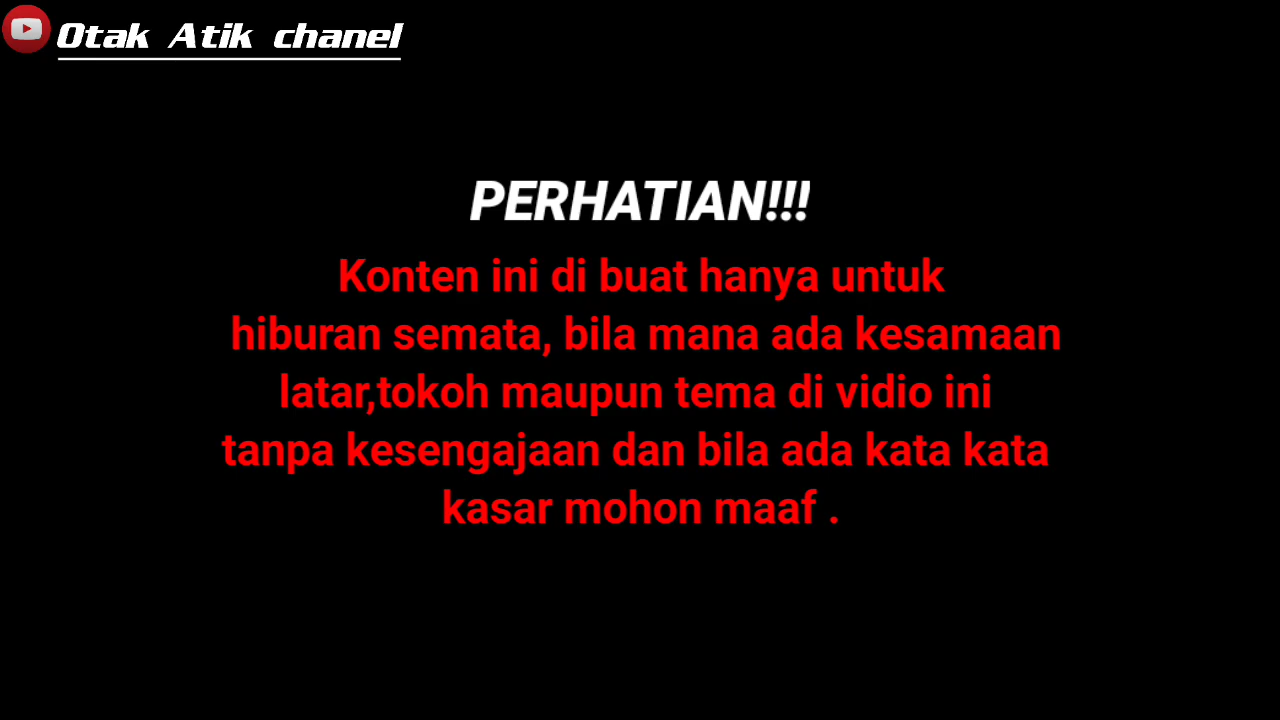 Otak Atik chanel
PERHATIAN!!!
Konten ini di buat hanya untuk
hiburan semata, bila mana ada kesamaan
latar,tokoh maupun tema di vidio ini
tanpa kesengajaan dan bila ada kata kata
kasar mohon maaf .